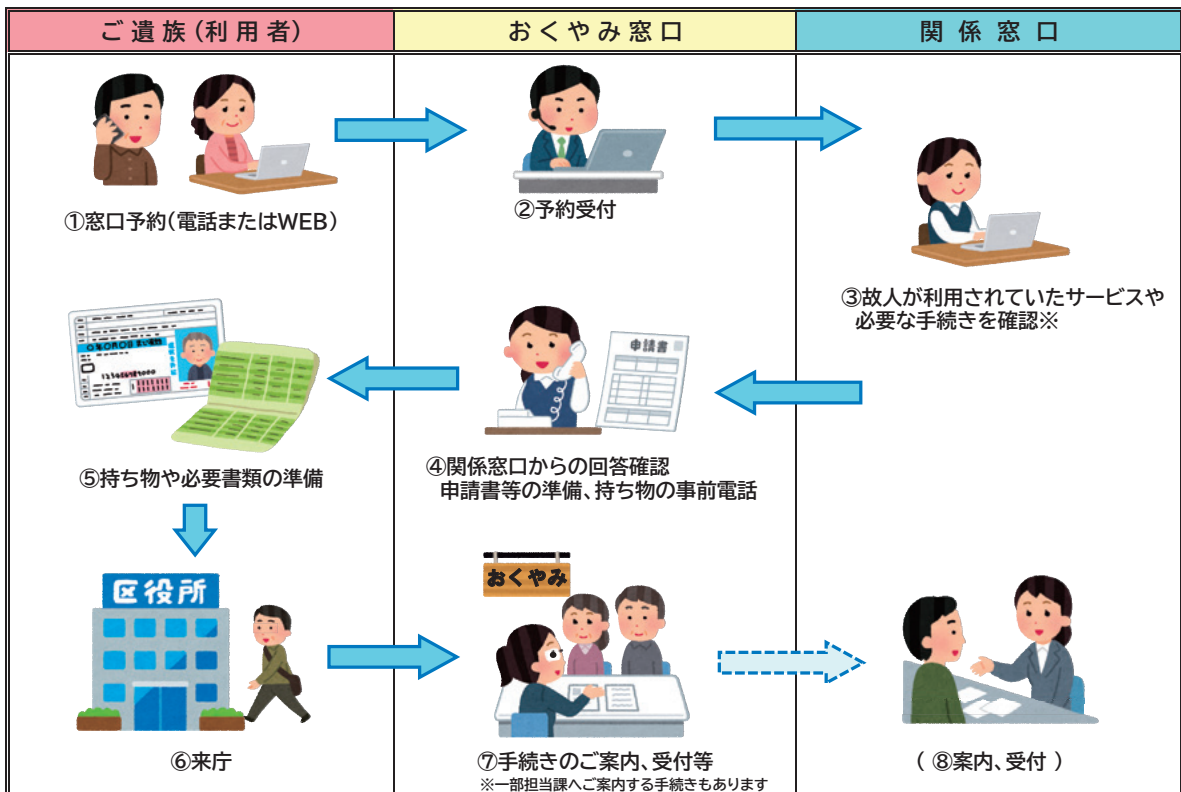 ご遺族(利用者)
おくやみ窓口
関係窓口
①窓口予約(電話またはWEB)
②予約受付
③故人が利用されていたサービスや
必要な手続きを確認※
申請書
④関係窓口からの回答確認
申請書等の準備、持ち物の事前電話
⑤持ち物や必要書類の準備
区役所
⑥来庁
おくやみ
⑦手続きのご案内、受付等
※一部担当課へご案内する手続きもあります
( ⑧案内、受付 )